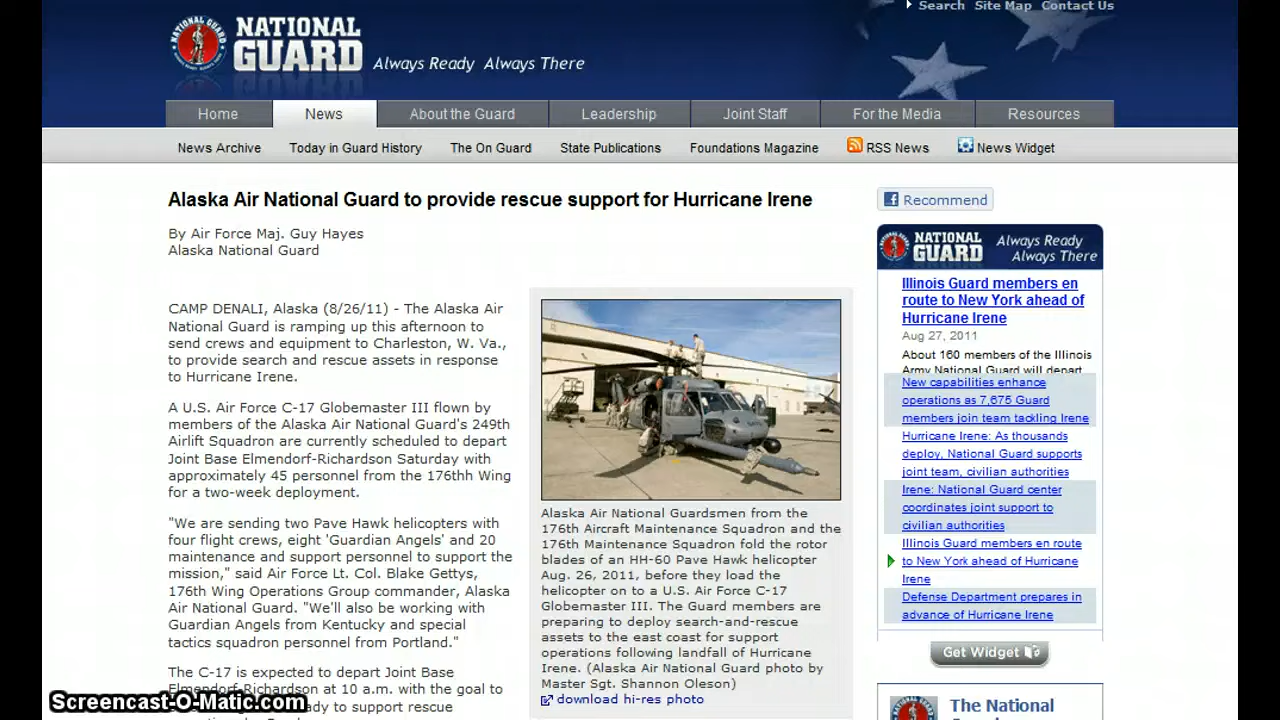 Search Site Map Contact Us
NATIONAL GUARD
NATIONAL
GUARD
Always Ready Always There
Home News About the Guard Leadership Joint Staff For the Media Resources
News Archive Today in Guard History The On Guard State Publications Foundations Magazine RSS News News Widget
Alaska Air National Guard to provide rescue support for Hurricane Irene
By Air Force Maj. Guy Hayes
Alaska National Guard
CAMP DENALI, Alaska (8/26/11) - The Alaska Air
National Guard is ramping up this afternoon to
send crews and equipment to Charleston, W. Va.,
to provide search and rescue assets in response
to Hurricane Irene.
A U.S. Air Force C-17 Globemaster III flown by
members of the Alaska Air National Guard's 249th
Airlift Squadron are currently scheduled to depart
Joint Base Elmendorf-Richardson Saturday with
approximately 45 personnel from the 176thh Wing
for a two-week deployment.
"We are sending two Pave Hawk helicopters with
four flight crews, eight 'Guardian Angels' and 20
maintenance and support personnel to support the
mission," said Air Force Lt. Col. Blake Gettys,
176th Wing Operations Group commander, Alaska
Air National Guard. "We'll also be working with
Guardian Angels from Kentucky and special
tactics squadron personnel from Portland."
The C-17 is expected to depart Joint Base
Elmendorf-Richardson at 10 a.m. with the goal to
ready to support rescue
Alaska Air National Guardsmen from the
176th Aircraft Maintenance Squadron and the
176th Maintenance Squadron fold the rotor
blades of an HH-60 Pave Hawk helicopter
Aug. 26, 2011, before they load the
helicopter on to a U.S. Air Force C-17
Globemaster III. The Guard members are
preparing to deploy search-and-rescue
assets to the east coast for support
operations following landfall of Hurricane
Irene. (Alaska Air National Guard photo by
Master Sgt. Shannon Oleson)
download hi-res photo
Recommend
NATIONAL
GUARD
Always Ready
Always There
Illinois Guard members en
route to New York ahead of
Hurricane Irene
Aug 27, 2011
About 160 members of the Illinois
Army National Guard will depart
New capabilities enhance
operations as 7,675 Guard
members join team tackling Irene
Hurricane Irene: As thousands
deploy, National Guard supports
joint team, civilian authorities
Irene: National Guard center
coordinates joint support to
civilian authorities
Illinois Guard members en route
to New York ahead of Hurricane
Irene
Defense Department prepares in
advance of Hurricane Irene
Get Widget
The National
Screencast-O-Matic.com